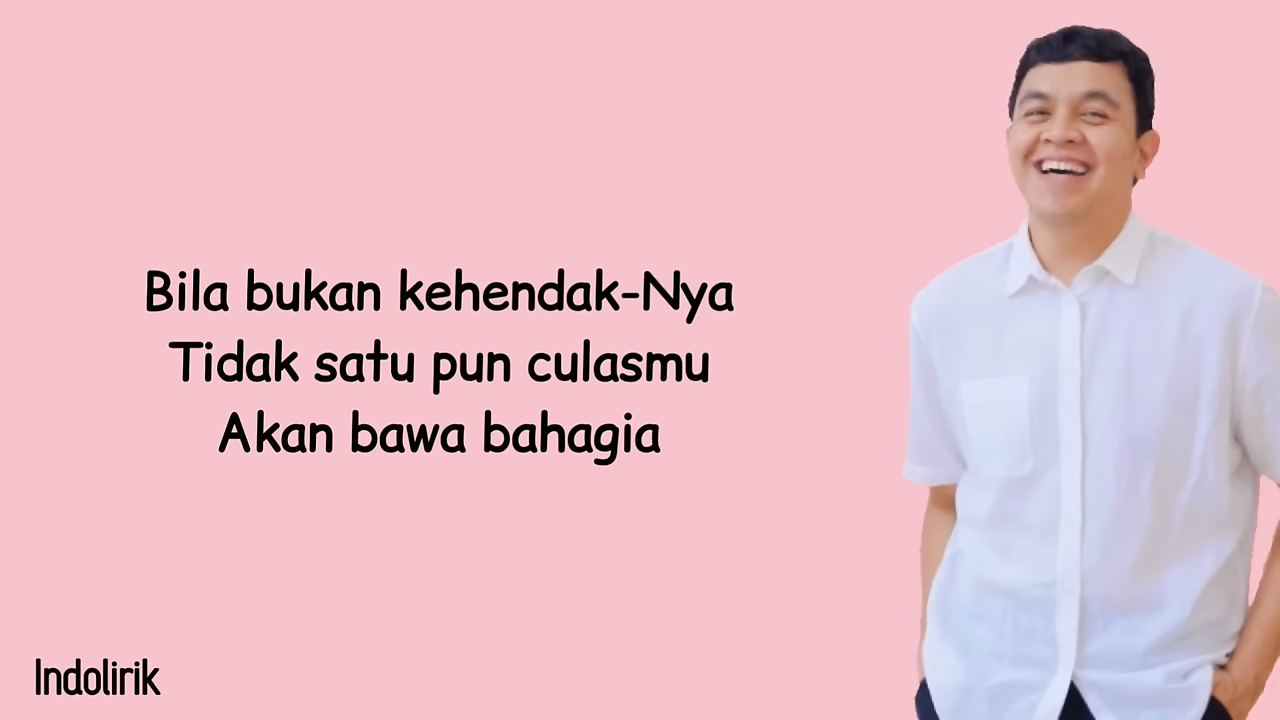 Bila bukan kehendak-Nya
Tidak satu pun culasmu
Akan bawa bahagia
Indolirik